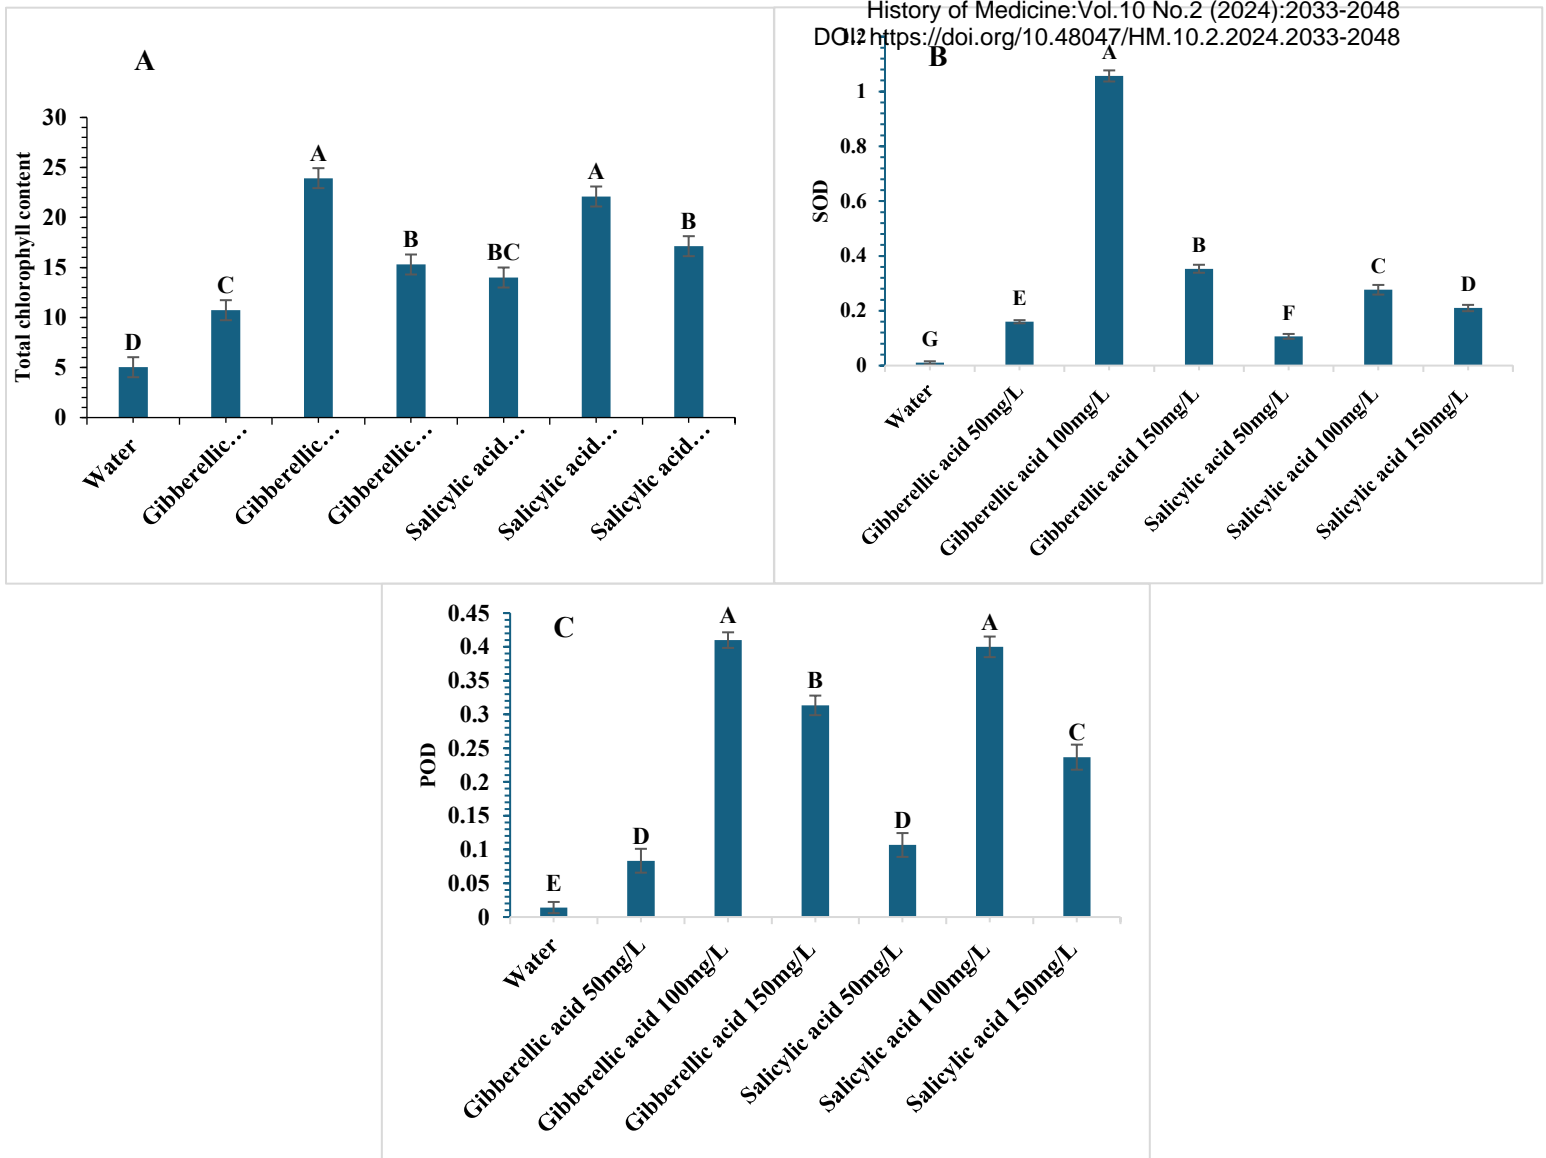 History of Medicine:Vol.10 No.2 (2024):2033-2048
DOI: https://doi.org/10.48047/HM.10.2.2024.2033-2048
A
Total chlorophyll content
30
25
20
15
10
5
0
D
C
A
B
BC
A
B
Water
Gibberellic…
Gibberellic…
Gibberellic…
Salicylic acid…
Salicylic acid…
Salicylic acid…
B
SOD
1.2
1
0.8
0.6
0.4
0.2
0
G
E
A
B
F
C
D
Water
Gibberellic acid 50mg/L
Gibberellic acid 100mg/L
Gibberellic acid 150mg/L
Salicylic acid 50mg/L
Salicylic acid 100mg/L
Salicylic acid 150mg/L
C
POD
0.45
0.4
0.35
0.3
0.25
0.2
0.15
0.1
0.05
0
E
D
A
B
D
A
C
Water
Gibberellic acid 50mg/L
Gibberellic acid 100mg/L
Gibberellic acid 150mg/L
Salicylic acid 50mg/L
Salicylic acid 100mg/L
Salicylic acid 150mg/L